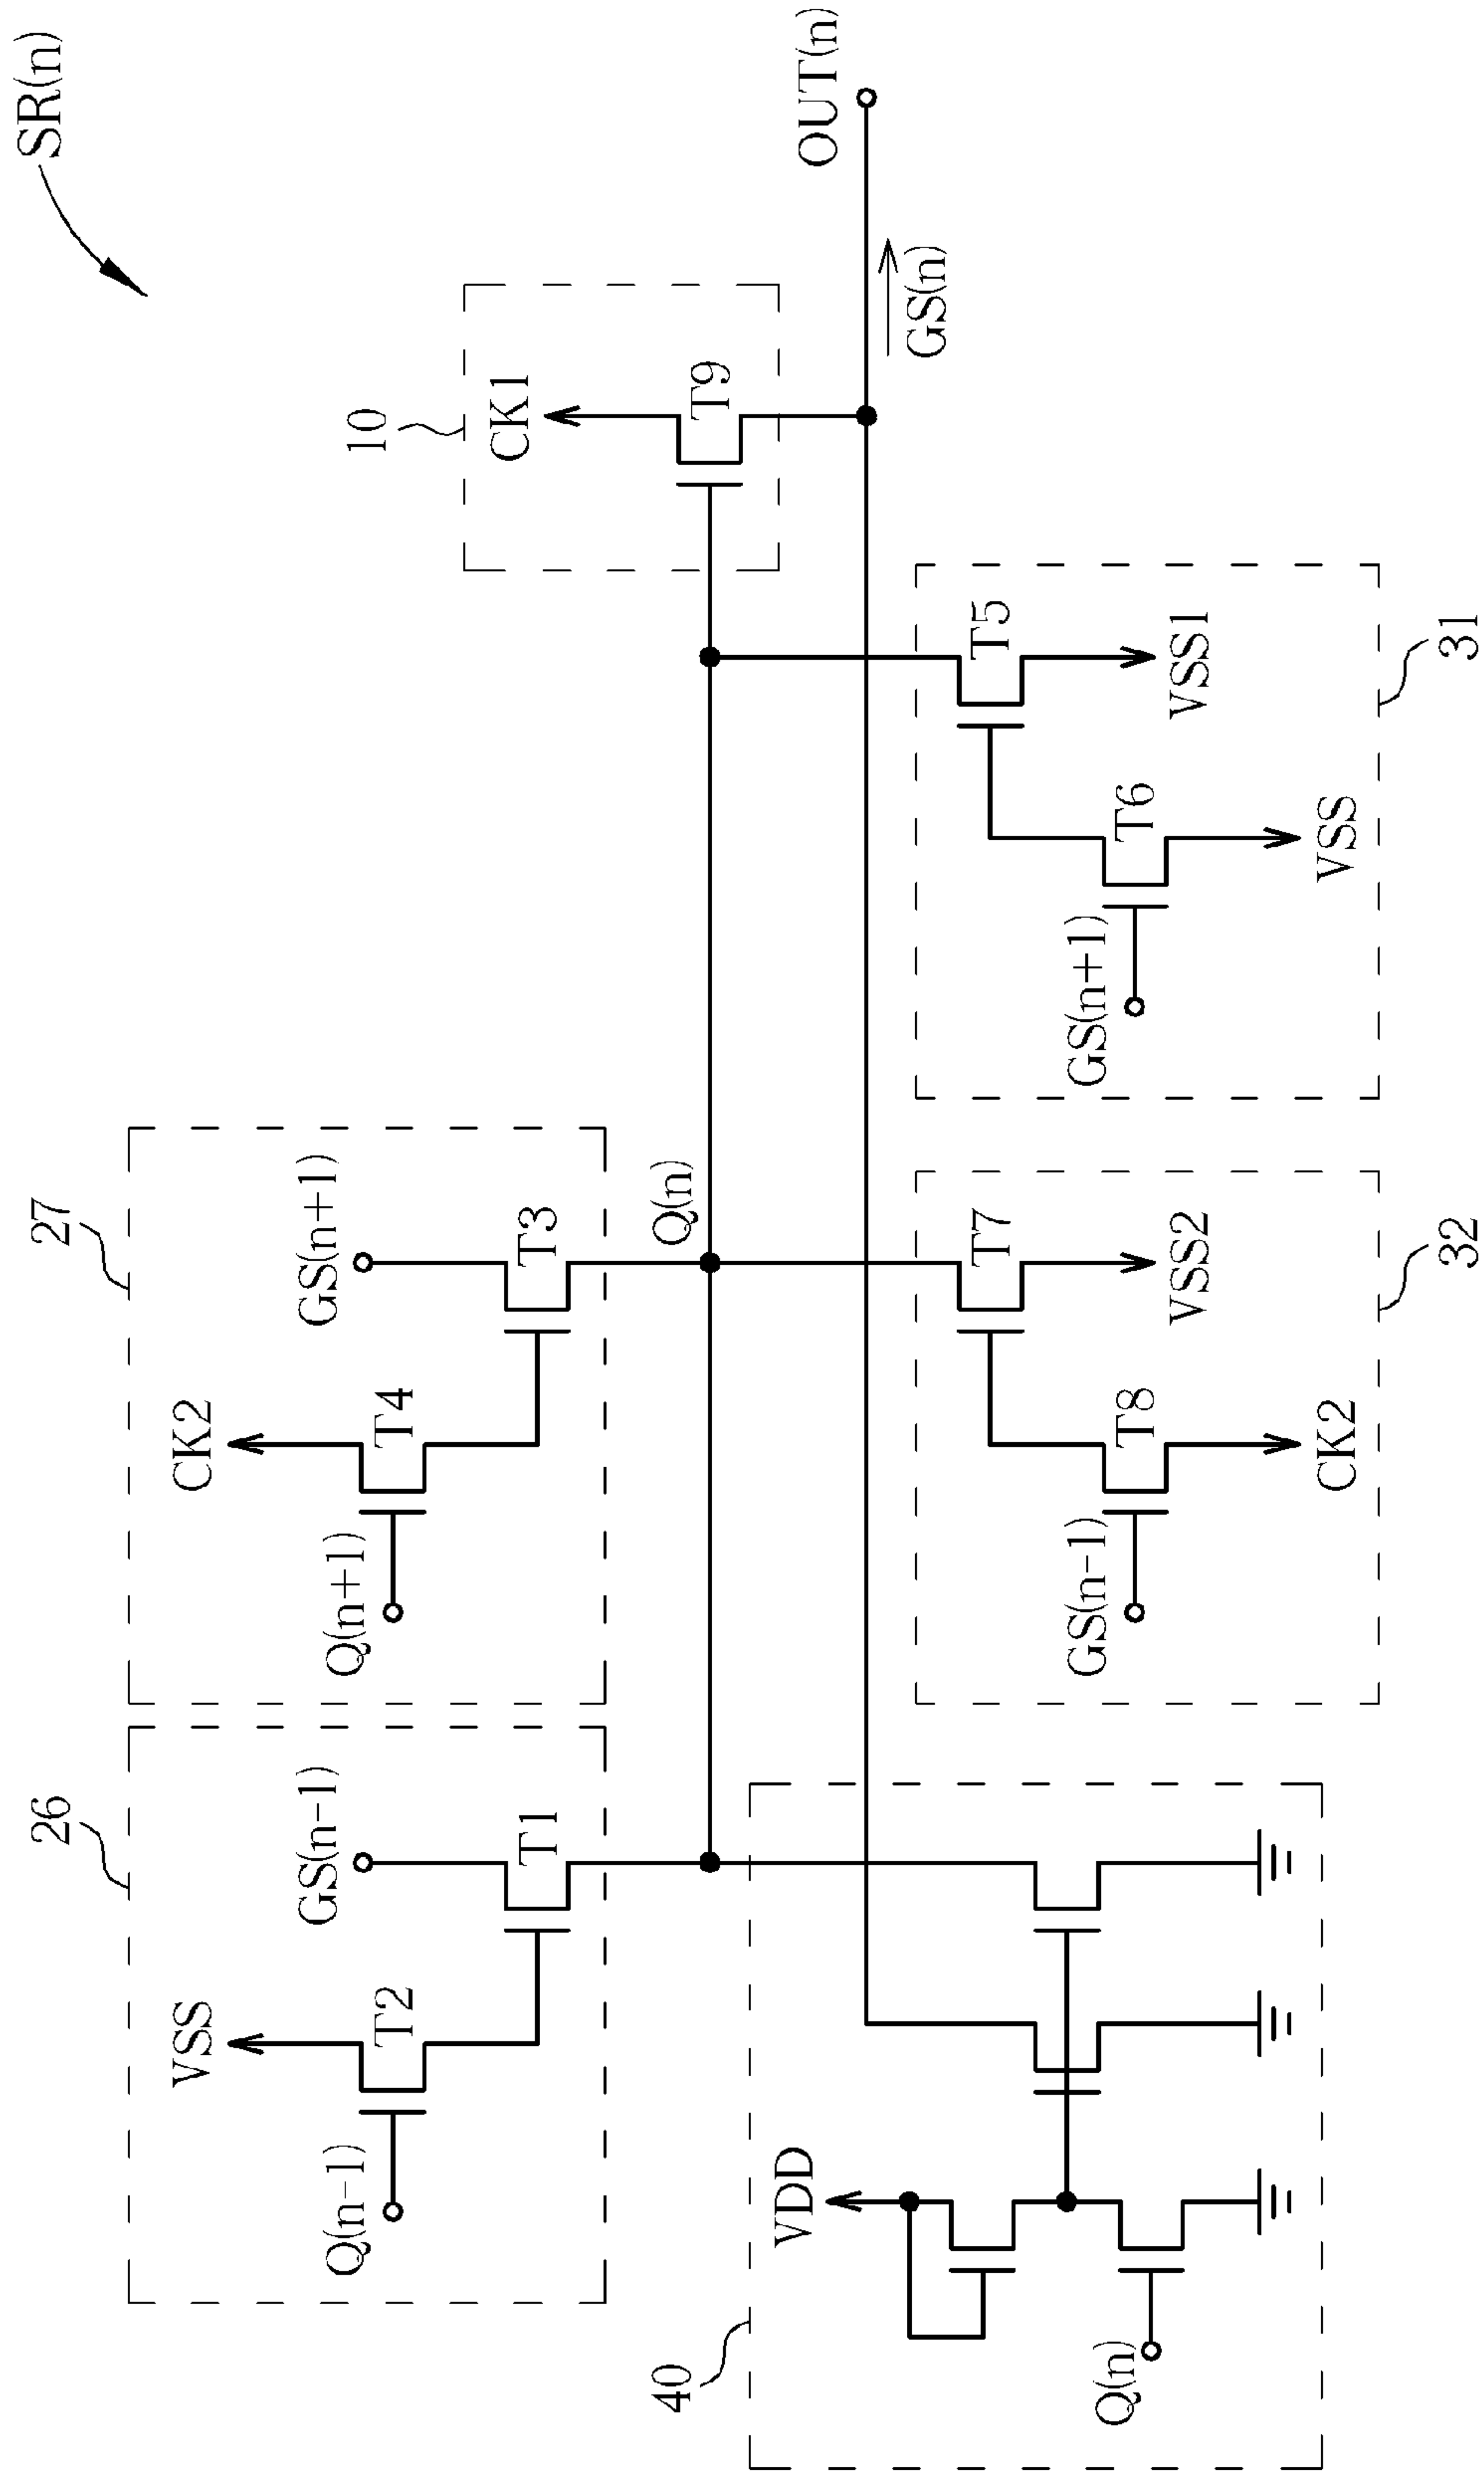 SR(n)
26
27
VSS
CK2
Q(n−1)
T2
GS(n−1)
T1
Q(n+1)
T4
GS(n+1)
T3
10
CK1
T9
Q(n)
40
VDD
Q(n)
OUT(n)
GS(n)
GS(n−1)
T8
CK2
T7
VSS2
GS(n+1)
T6
VSS
T5
VSS1
32
31